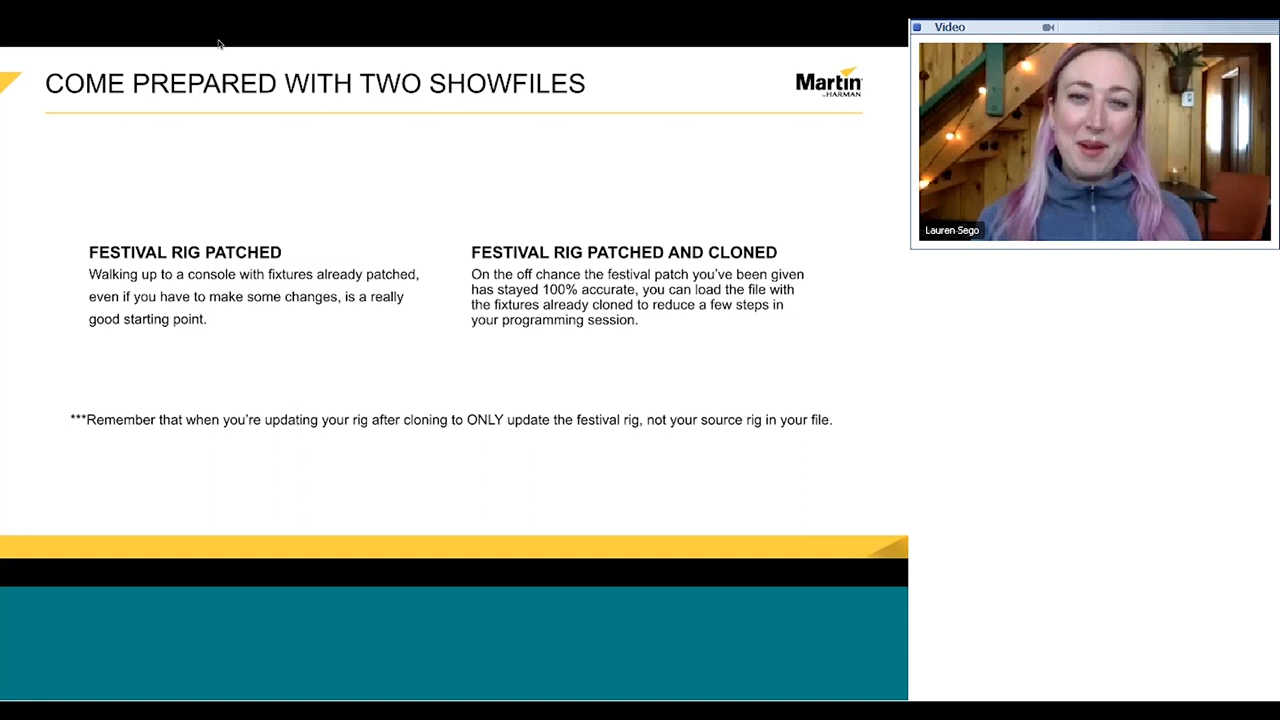 Video
COME PREPARED WITH TWO SHOWFILES
Martin
by HARMAN
Lauren Sego
FESTIVAL RIG PATCHED
Walking up to a console with fixtures already patched,
even if you have to make some changes, is a really
good starting point.
FESTIVAL RIG PATCHED AND CLONED
On the off chance the festival patch you’ve been given
has stayed 100% accurate, you can load the file with
the fixtures already cloned to reduce a few steps in
your programming session.
***Remember that when you’re updating your rig after cloning to ONLY update the festival rig, not your source rig in your file.